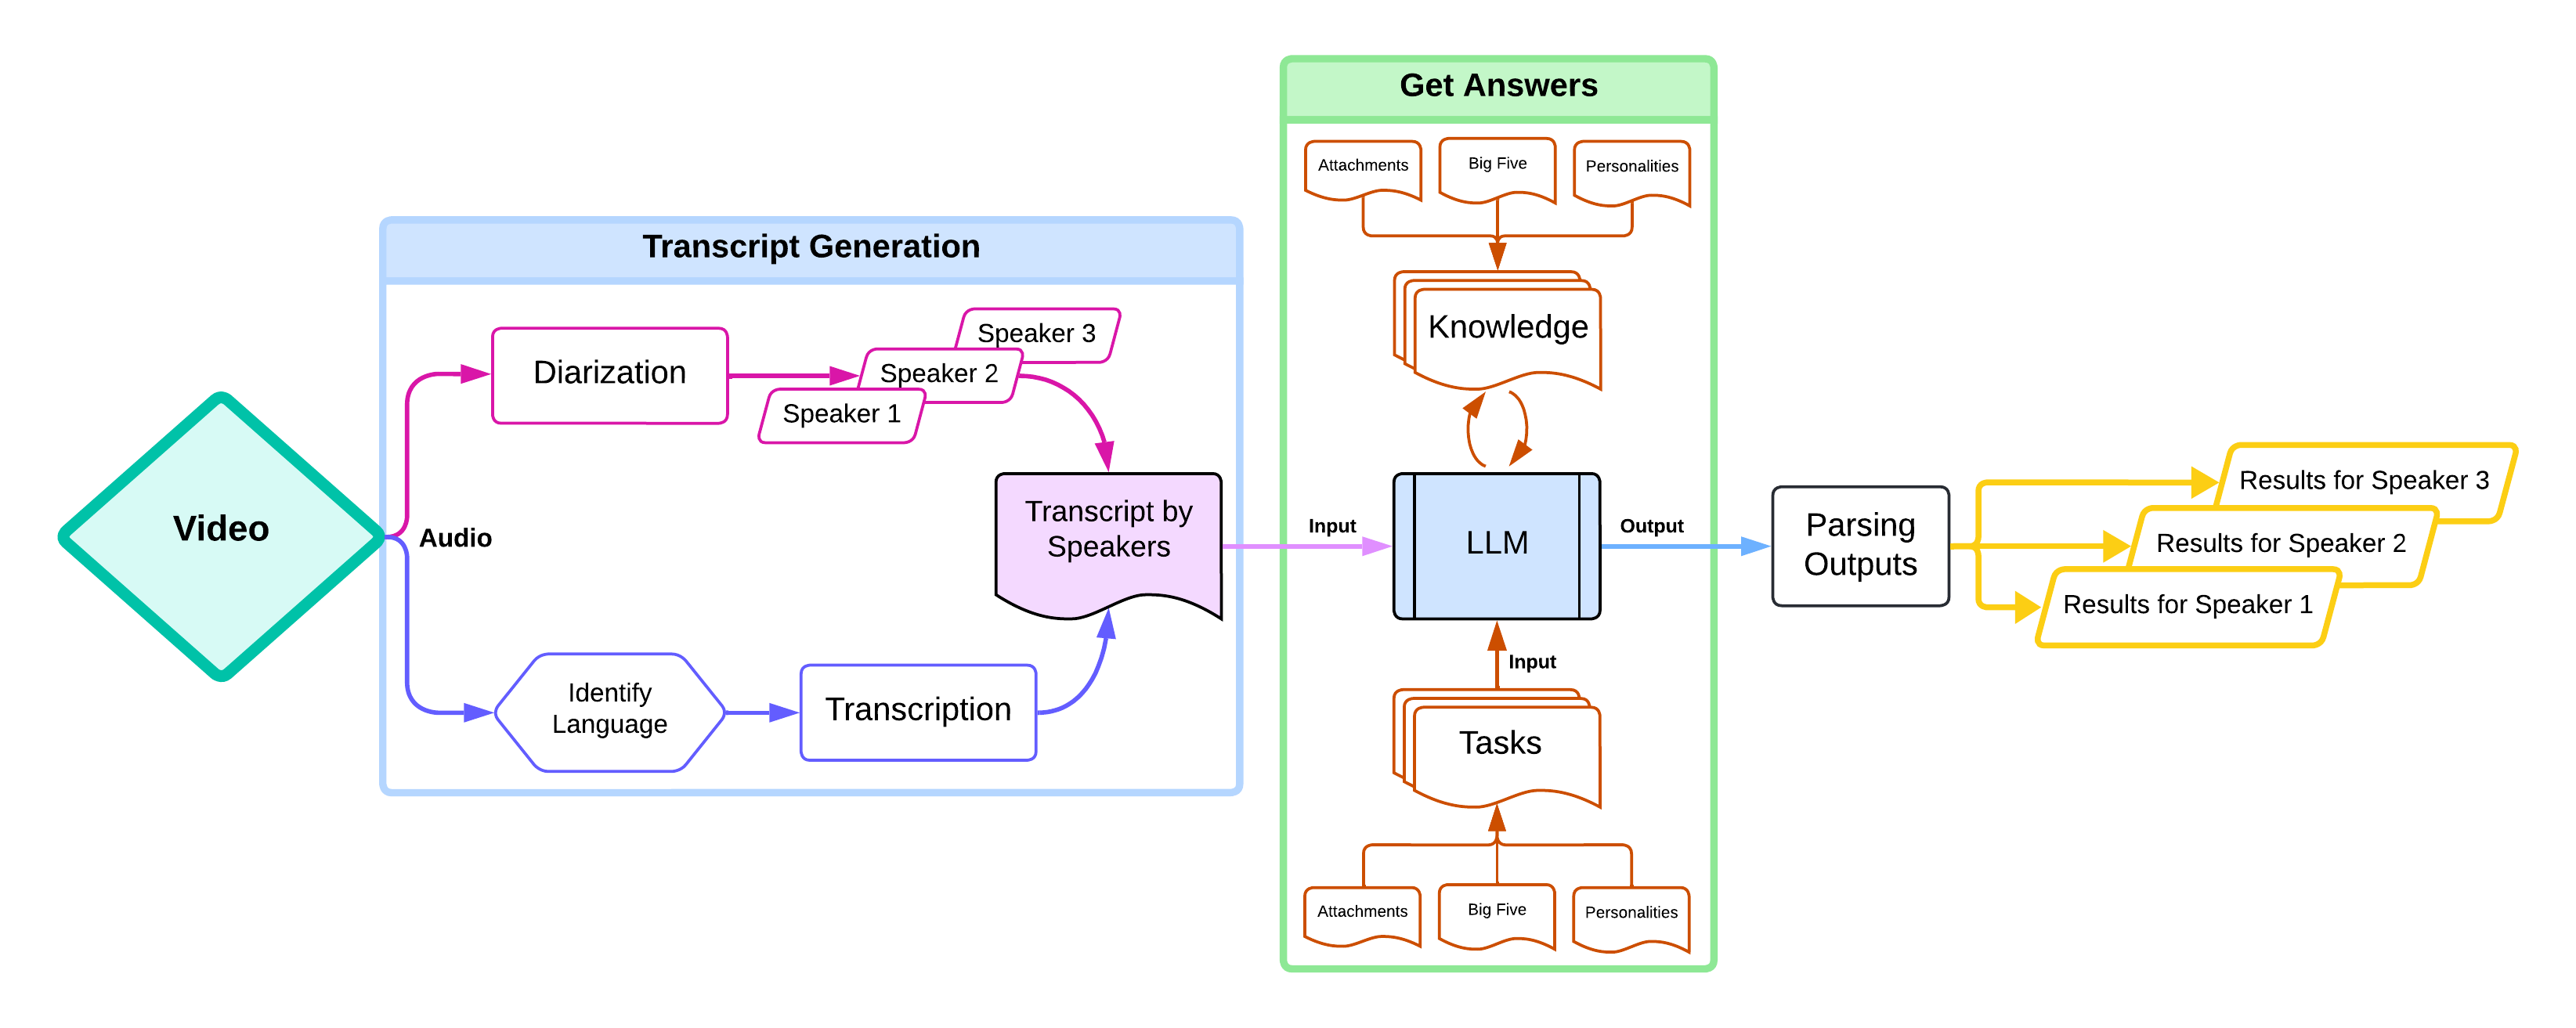 Get Answers
Attachments
Big Five
Personalities
Knowledge
Transcript Generation
Diarization
Speaker 3
Speaker 2
Speaker 1
Video
Audio
Transcript by
Speakers
Identify
Language
Transcription
Input
LLM
Output
Input
Tasks
Attachments
Big Five
Personalities
Parsing
Outputs
Results for Speaker 3
Results for Speaker 2
Results for Speaker 1